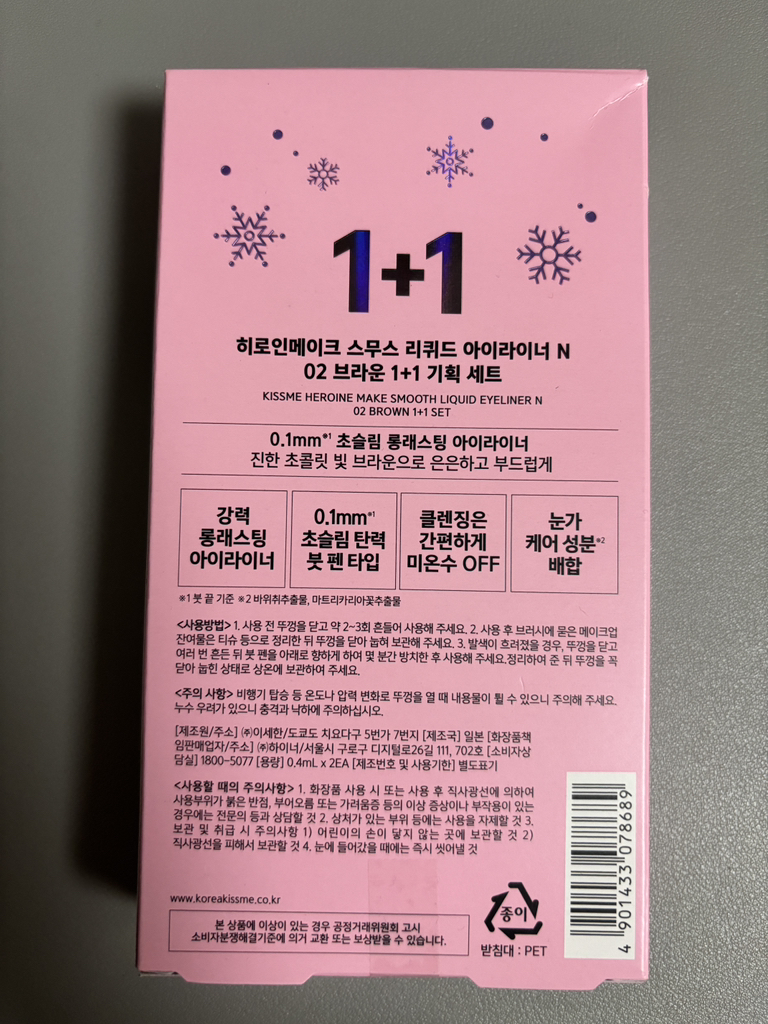 1+1
히로인메이크 스무스 리퀴드 아이라이너 N
02 브라운 1+1 기획 세트
KISSME HEROINE MAKE SMOOTH LIQUID EYELINER N
02 BROWN 1+1 SET
0.1mm※1 초슬림 롱래스팅 아이라이너
진한 초콜릿 빛 브라운으로 은은하고 부드럽게
강력
롱래스팅
아이라이너
0.1mm※1
초슬림 탄력
붓 펜 타입
클렌징은
간편하게
미온수 OFF
눈가
케어 성분※2
배합
※1 붓 끝 기준 ※2 바위취추출물, 마트리카리아꽃추출물
<사용방법> 1. 사용 전 뚜껑을 닫고 약 2~3회 흔들어 사용해 주세요. 2. 사용 후 브러시에 묻은 메이크업
잔여물은 티슈 등으로 정리한 뒤 뚜껑을 닫아 눕혀 보관해 주세요. 3. 발색이 흐려졌을 경우, 뚜껑을 닫고
여러 번 흔든 뒤 붓 펜을 아래로 향하게 하여 몇 분간 방치한 후 사용해 주세요.정리하여 준 뒤 뚜껑을 꼭
닫아 눕힌 상태로 상온에 보관하여 주세요.
<주의 사항> 비행기 탑승 등 온도나 압력 변화로 뚜껑을 열 때 내용물이 튈 수 있으니 주의해 주세요.
누수 우려가 있으니 충격과 낙하에 주의하십시오.
[제조원/주소] ㈜이세한/도쿄도 치요다구 5번가 7번지 [제조국] 일본 [화장품책
임판매업자/주소] ㈜하이너/서울시 구로구 디지털로26길 111, 702호 [소비자상
담실] 1800-5077 [용량] 0.4mL x 2EA [제조번호 및 사용기한] 별도표기
<사용할 때의 주의사항> 1. 화장품 사용 시 또는 사용 후 직사광선에 의하여
사용부위가 붉은 반점, 부어오름 또는 가려움증 등의 이상 증상이나 부작용이 있는
경우에는 전문의 등과 상담할 것 2. 상처가 있는 부위 등에는 사용을 자제할 것 3.
보관 및 취급 시 주의사항 1) 어린이의 손이 닿지 않는 곳에 보관할 것 2)
직사광선을 피해서 보관할 것 4. 눈에 들어갔을 때에는 즉시 씻어낼 것
www.koreakissme.co.kr
본 상품에 이상이 있는 경우 공정거래위원회 고시
소비자분쟁해결기준에 의거 교환 또는 보상받을 수 있습니다.
종이
받침대 : PET
4 901433 078689